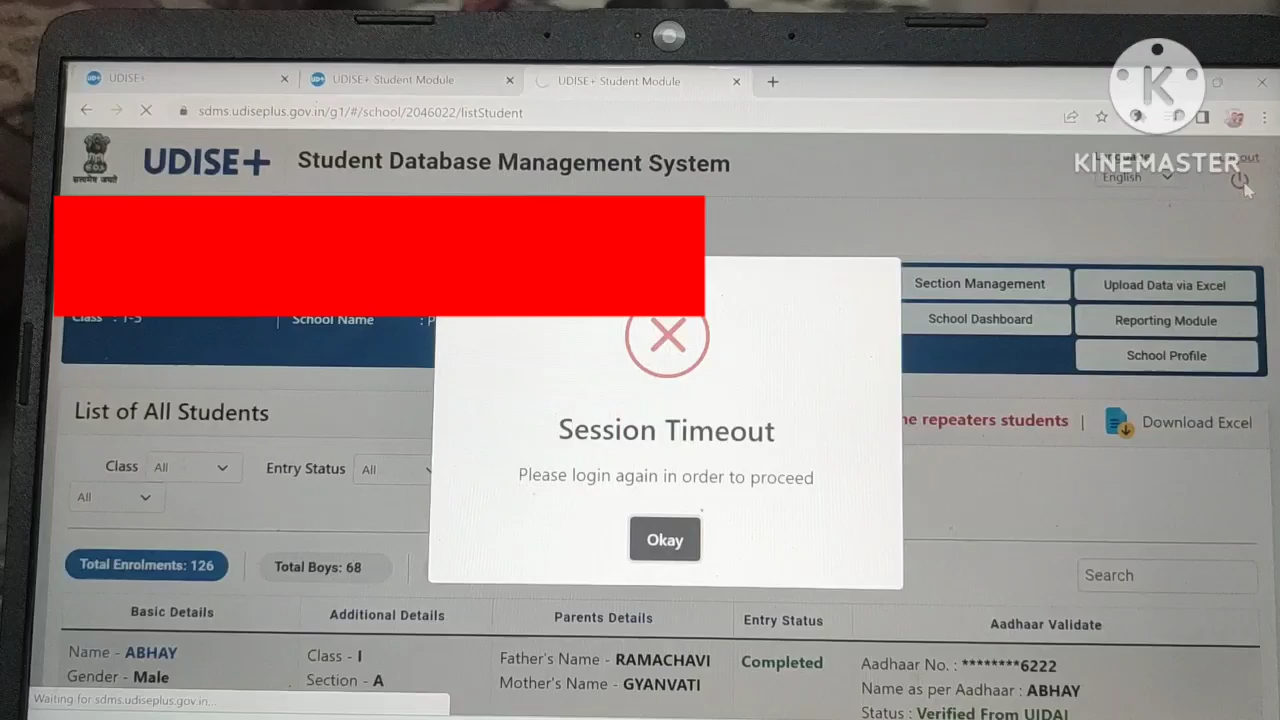 UDISE+
UDISE+ Student Module
UDISE+ Student Module
sdms.udiseplus.gov.in/g1/#/school/2046022/listStudent
सत्यमेव जयते
UDISE+ Student Database Management System
KINEMASTER
English
Section Management
Upload Data via Excel
Class : 1-5
School Name :
School Dashboard
Reporting Module
School Profile
List of All Students
repeaters students |
Download Excel
Session Timeout
Please login again in order to proceed
Okay
Class All
Entry Status All
All
Total Enrolments: 126
Total Boys: 68
Search
Basic Details
Additional Details
Parents Details
Entry Status
Aadhaar Validate
Name - ABHAY
Class - I
Father's Name - RAMACHAVI
Completed
Aadhaar No. : ********6222
Gender - Male
Section - A
Mother's Name - GYANVATI
Name as per Aadhaar : ABHAY
Status : Verified From UIDAI
Waiting for sdms.udiseplus.gov.in...